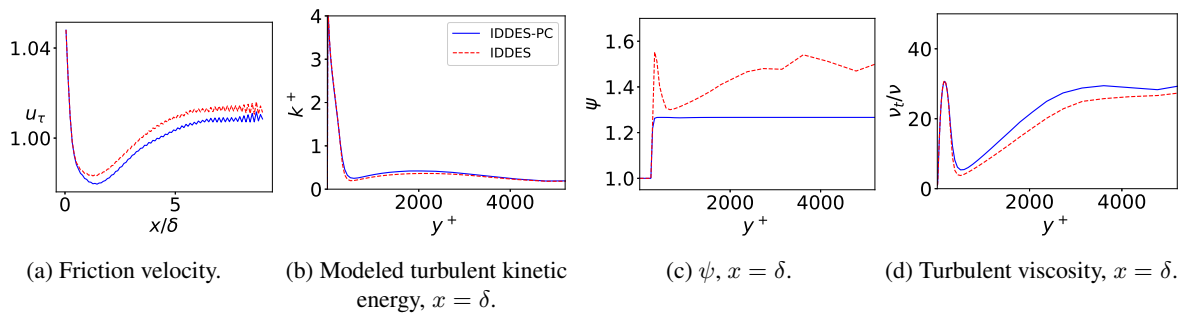 1.04
1.00
u_τ
0
5
x/δ
4
3
2
1
0
k^+
2000
4000
y^+
IDDES-PC
IDDES
1.6
1.4
1.2
1.0
ψ
2000
4000
y^+
40
20
0
ν_t/ν
2000
4000
y^+
(a) Friction velocity.
(b) Modeled turbulent kinetic
energy, x = δ.
(c) ψ, x = δ.
(d) Turbulent viscosity, x = δ.